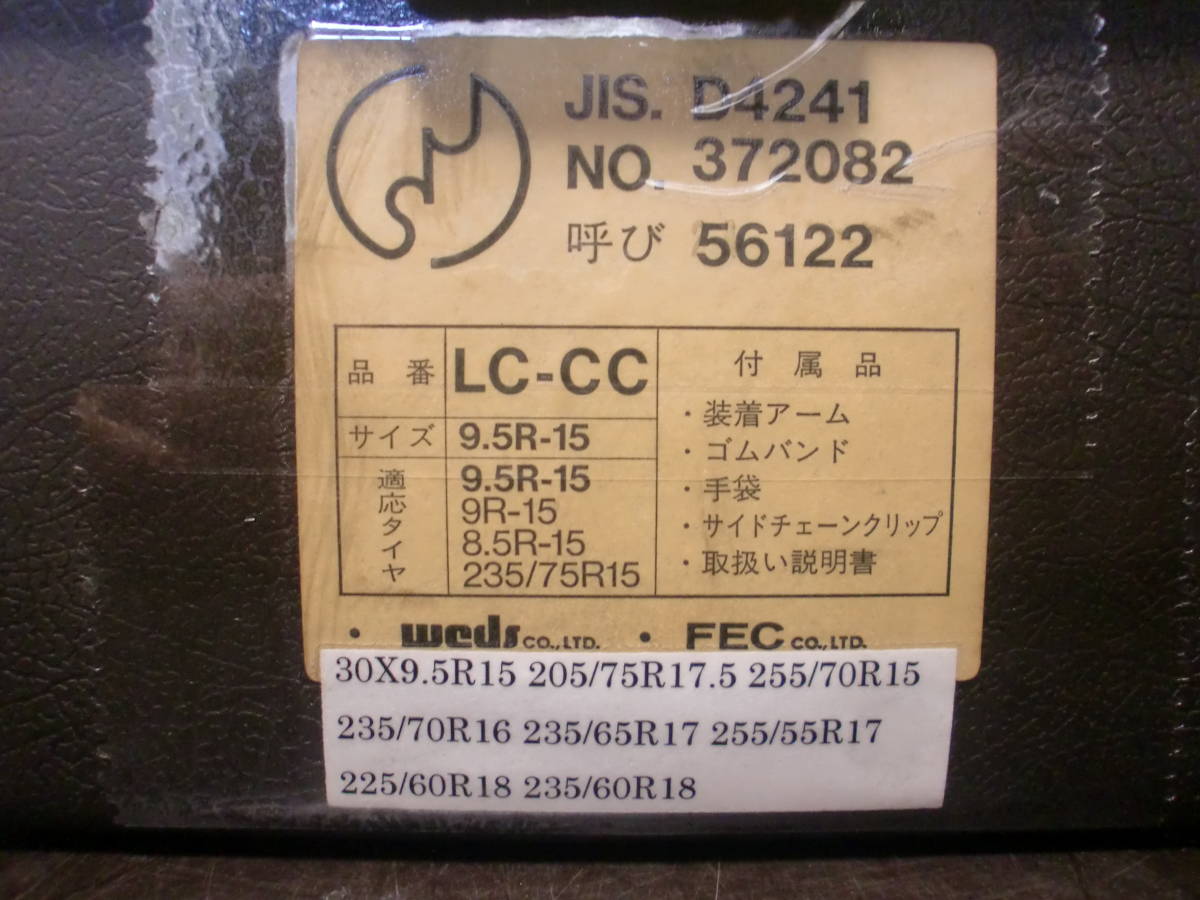 JIS. D4241
NO. 372082
呼び 56122
品番 LC-CC
サイズ 9.5R-15
適応タイヤ
9.5R-15
9R-15
8.5R-15
235/75R15
付属品
・装着アーム
・ゴムバンド
・手袋
・サイドチェーンクリップ
・取扱い説明書
・ weds CO.,LTD. ・ FEC CO.,LTD.
30X9.5R15 205/75R17.5 255/70R15
235/70R16 235/65R17 255/55R17
225/60R18 235/60R18